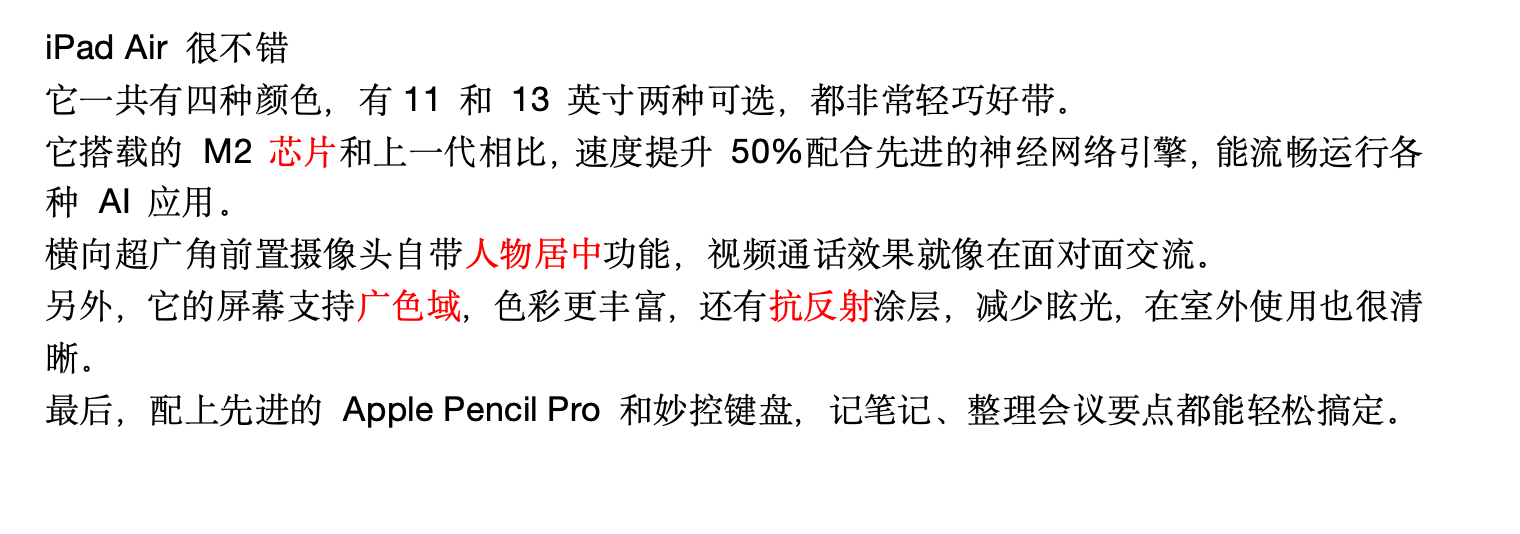 iPad Air 很不错
它一共有四种颜色，有 11 和 13 英寸两种可选，都非常轻巧好带。
它搭载的 M2 芯片和上一代相比，速度提升 50%配合先进的神经网络引擎，能流畅运行各
种 AI 应用。
横向超广角前置摄像头自带人物居中功能，视频通话效果就像在面对面交流。
另外，它的屏幕支持广色域，色彩更丰富，还有抗反射涂层，减少眩光，在室外使用也很清
晰。
最后，配上先进的 Apple Pencil Pro 和妙控键盘，记笔记、整理会议要点都能轻松搞定。